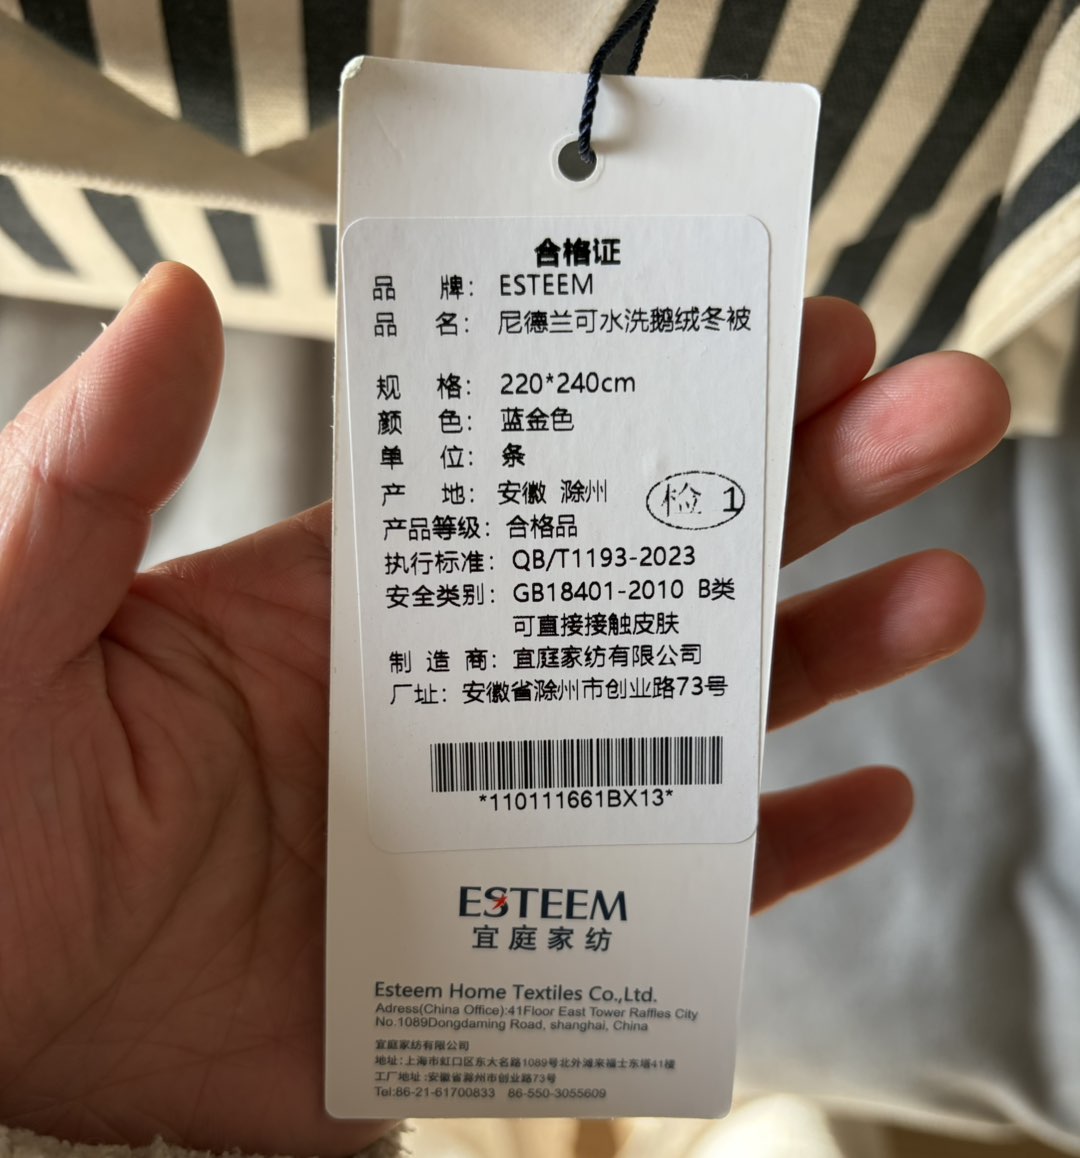 合格证
品 牌： ESTEEM
品 名： 尼德兰可水洗鹅绒冬被
规 格： 220*240cm
颜 色： 蓝金色
单 位： 条
产 地： 安徽 滁州
检 1
产品等级： 合格品
执行标准： QB/T1193-2023
安全类别： GB18401-2010 B类
可直接接触皮肤
制 造 商： 宜庭家纺有限公司
厂址： 安徽省滁州市创业路73号
*110111661BX13*
ESTEEM
宜庭家纺
Esteem Home Textiles Co.,Ltd.
Adress(China Office):41Floor East Tower Raffles City
No.1089Dongdaming Road, shanghai, China
宜庭家纺有限公司
地址：上海市虹口区东大名路1089号北外滩来福士东塔41楼
工厂地址：安徽省滁州市创业路73号
Tel:86-21-61700833 86-550-3055609